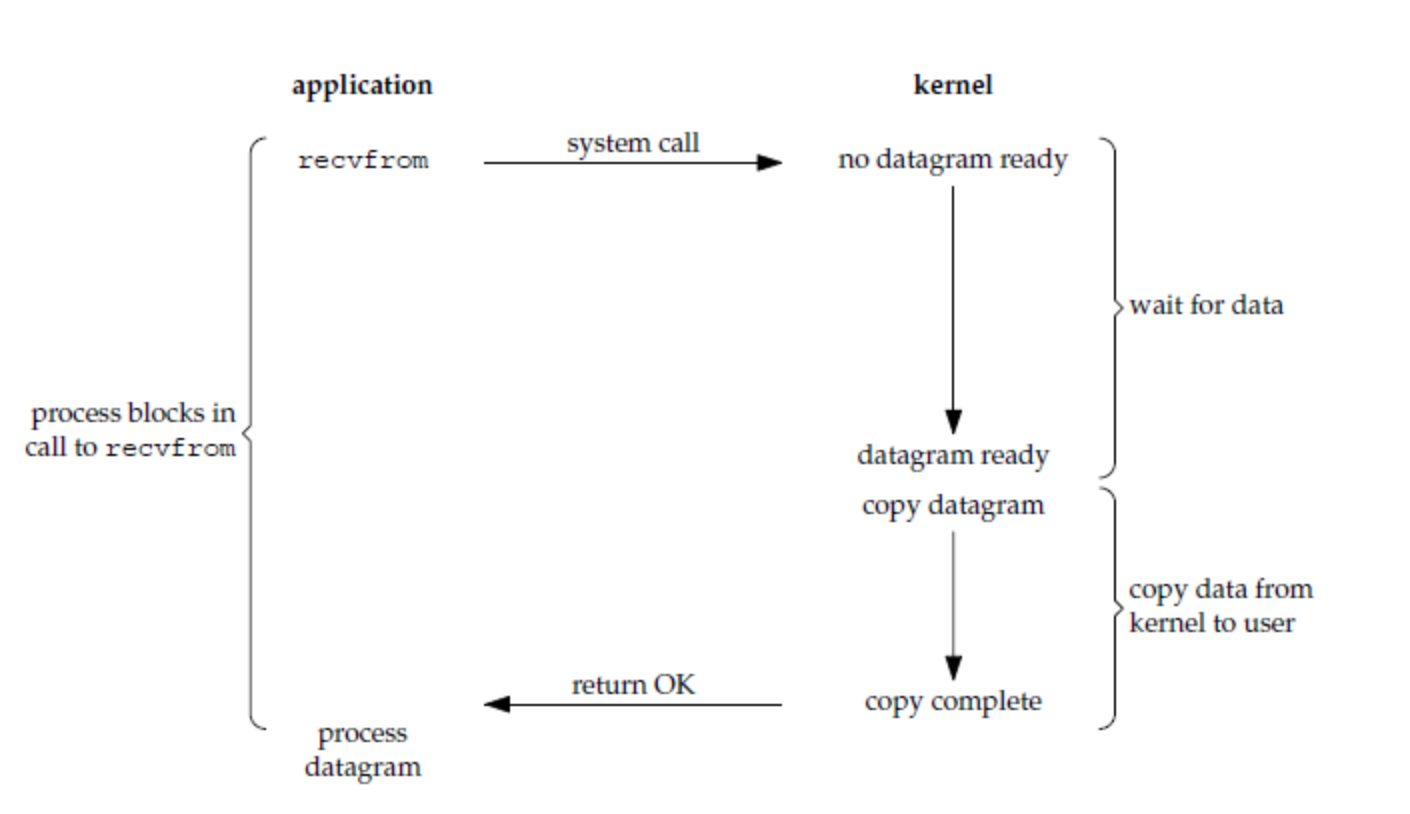 application
kernel
recvfrom
system call
no datagram ready
wait for data
process blocks in
call to recvfrom
datagram ready
copy datagram
copy data from
kernel to user
return OK
copy complete
process
datagram